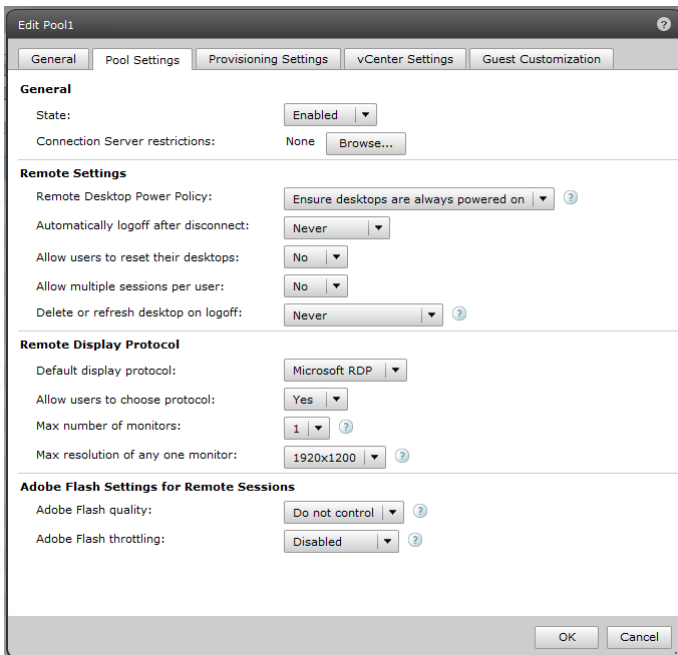 Edit Pool1 ?
General Pool Settings Provisioning Settings vCenter Settings Guest Customization
General
State: Enabled
Connection Server restrictions: None Browse...
Remote Settings
Remote Desktop Power Policy: Ensure desktops are always powered on ?
Automatically logoff after disconnect: Never
Allow users to reset their desktops: No
Allow multiple sessions per user: No
Delete or refresh desktop on logoff: Never ?
Remote Display Protocol
Default display protocol: Microsoft RDP
Allow users to choose protocol: Yes
Max number of monitors: 1 ?
Max resolution of any one monitor: 1920x1200 ?
Adobe Flash Settings for Remote Sessions
Adobe Flash quality: Do not control ?
Adobe Flash throttling: Disabled ?
OK Cancel